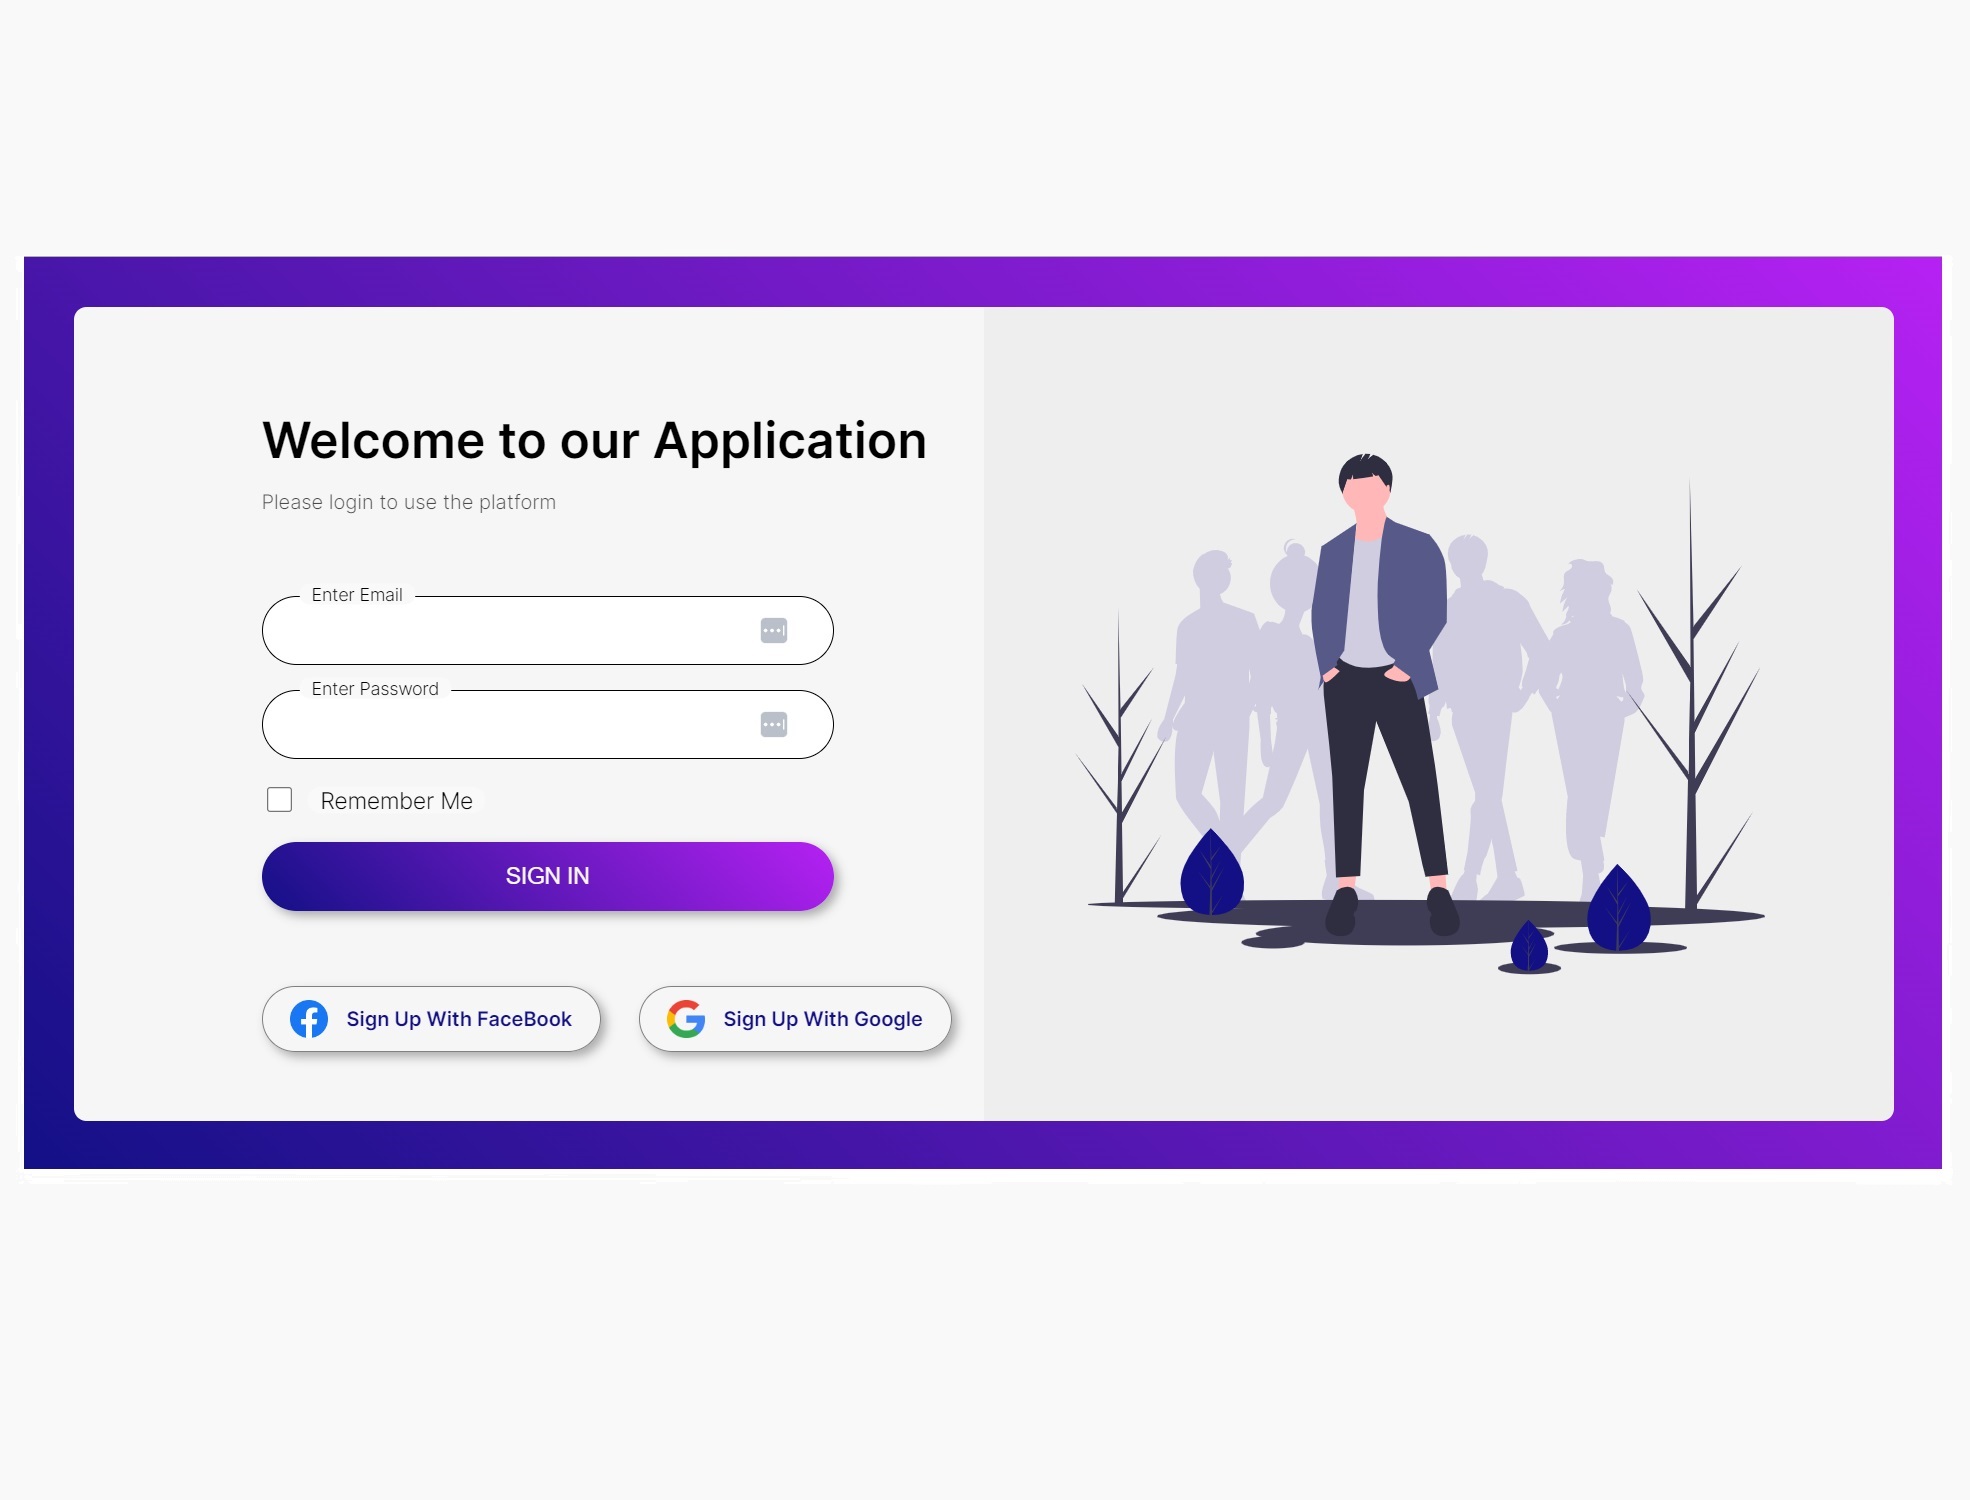 Welcome to our Application
Please login to use the platform
Enter Email
Enter Password
Remember Me
SIGN IN
Sign Up With FaceBook
Sign Up With Google